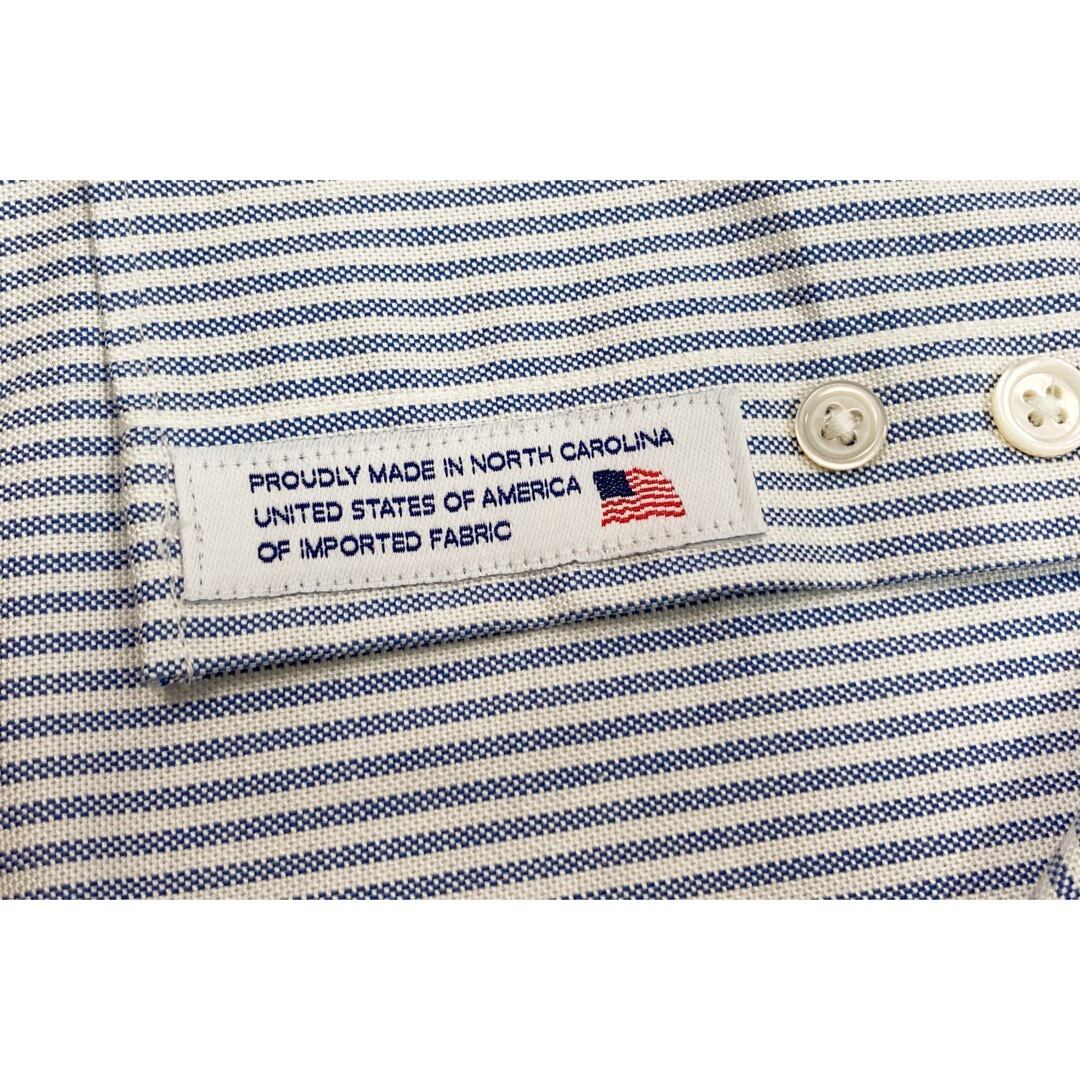 PROUDLY MADE IN NORTH CAROLINA
UNITED STATES OF AMERICA
OF IMPORTED FABRIC